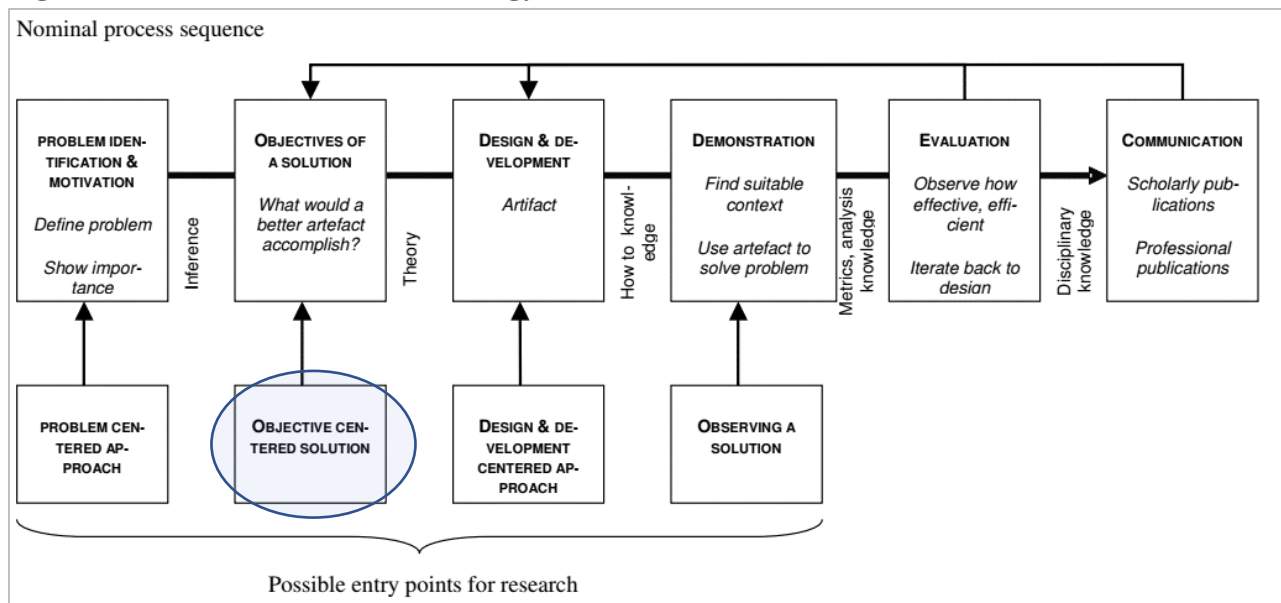 Nominal process sequence
PROBLEM IDEN-
TIFICATION &
MOTIVATION
Define problem
Show impor-
tance
Inference
OBJECTIVES OF
A SOLUTION
What would a
better artefact
accomplish?
Theory
DESIGN & DE-
VELOPMENT
Artifact
How to knowl-
edge
DEMONSTRATION
Find suitable
context
Use artefact to
solve problem
Metrics, analysis
knowledge
EVALUATION
Observe how
effective, effi-
cient
Iterate back to
design
Disciplinary
knowledge
COMMUNICATION
Scholarly pub-
lications
Professional
publications
PROBLEM CEN-
TERED AP-
PROACH
OBJECTIVE CEN-
TERED SOLUTION
DESIGN & DE-
VELOPMENT
CENTERED AP-
PROACH
OBSERVING A
SOLUTION
Possible entry points for research